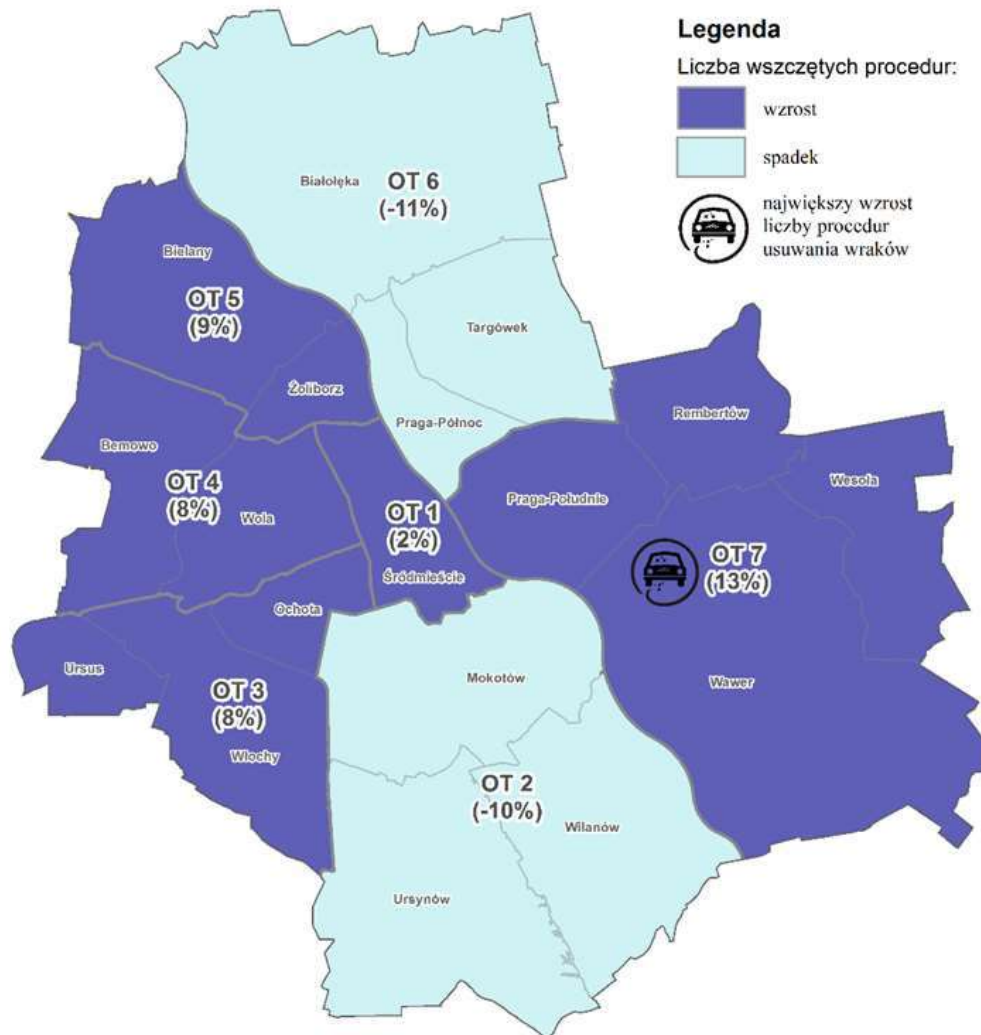 Legenda
Liczba wszczętych procedur:
wzrost
spadek
największy wzrost
liczby procedur
usuwania wraków
Białołęka
OT 6
(-11%)
Bielany
OT 5
(9%)
Targówek
Żoliborz
Rembertów
Praga-Północ
Bemowo
Wesoła
OT 4
(8%)
Wola
Praga-Południe
OT 1
(2%)
Śródmieście
OT 7
(13%)
Ochota
Ursus
Mokotów
Wawer
OT 3
(8%)
Włochy
OT 2
(-10%)
Wilanów
Ursynów